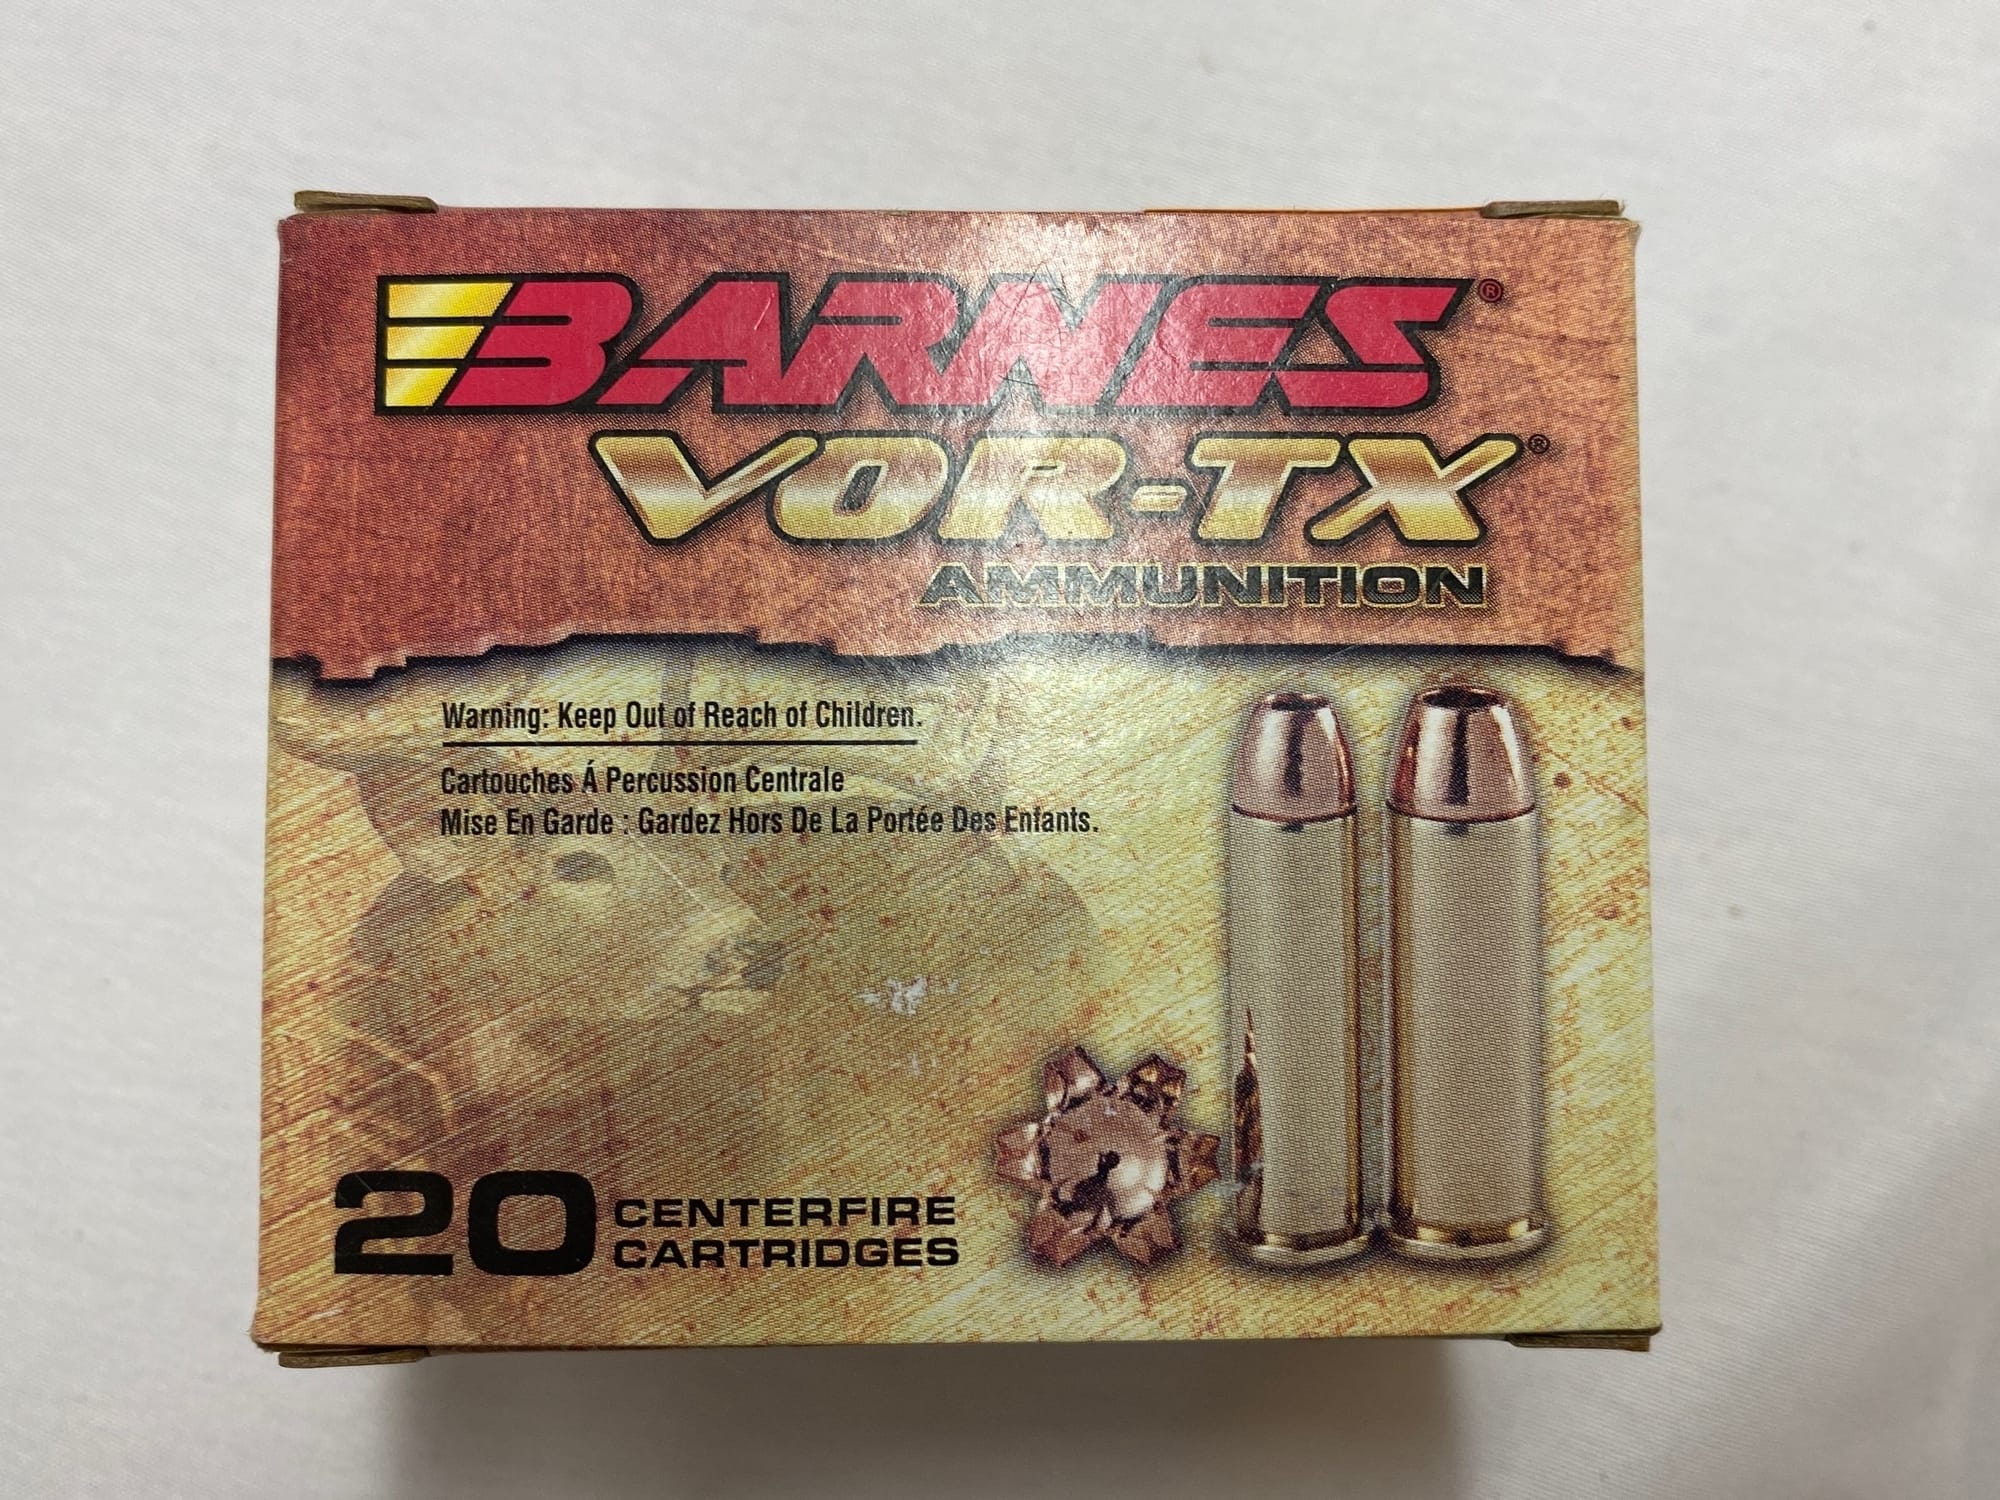 BARNES®
VOR-TX®
AMMUNITION
Warning: Keep Out of Reach of Children.
Cartouches Á Percussion Centrale
Mise En Garde : Gardez Hors De La Portée Des Enfants.
20 CENTERFIRE
CARTRIDGES